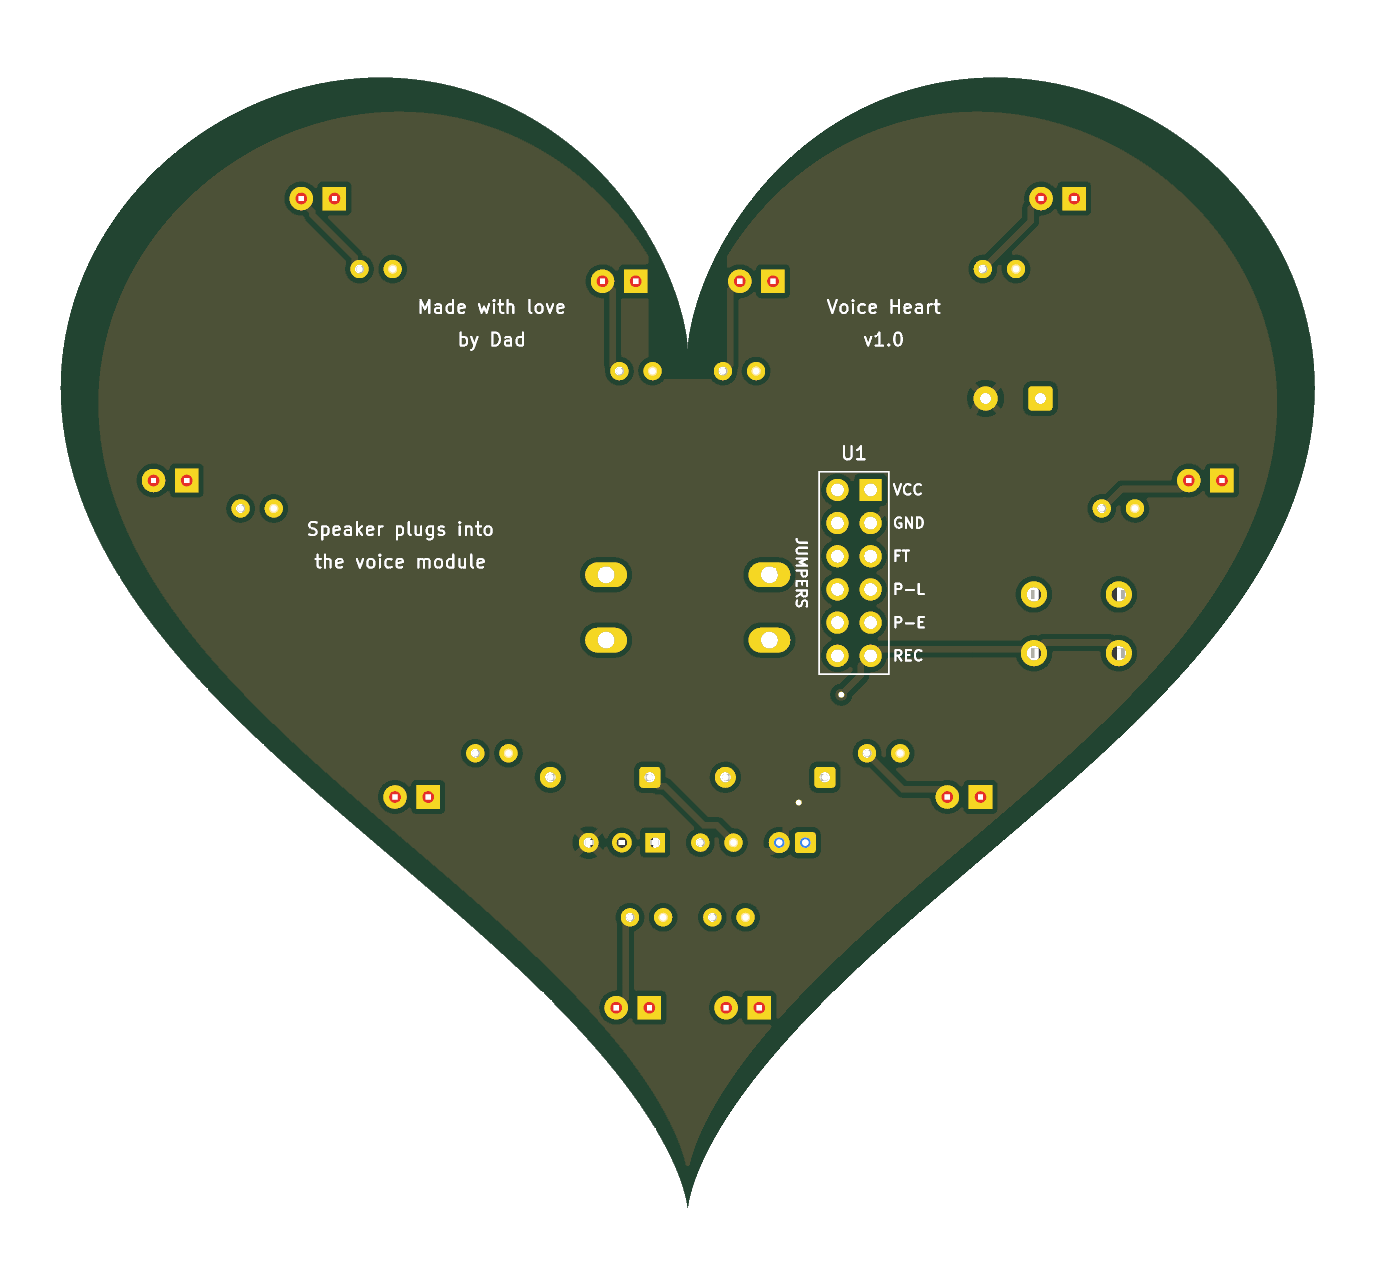 Made with love
by Dad
Voice Heart
v1.0
U1
VCC
GND
FT
P-L
P-E
REC
JUMPERS
Speaker plugs into
the voice module